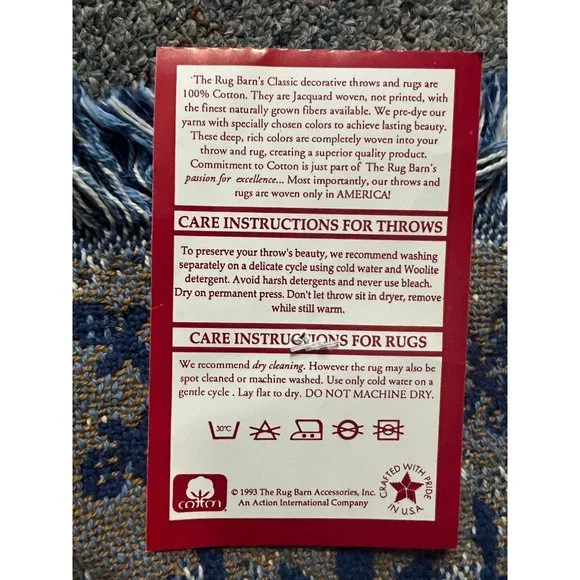 The Rug Barn's Classic decorative throws and rugs are
100% Cotton. They are Jacquard woven, not printed, with
the finest naturally grown fibers available. We pre-dye our
yarns with specially chosen colors to achieve lasting beauty.
These deep, rich colors are completely woven into your
throw and rug, creating a superior quality product.
Commitment to Cotton is just part of The Rug Barn's
passion for excellence... Most importantly, our throws and
rugs are woven only in AMERICA!
CARE INSTRUCTIONS FOR THROWS
To preserve your throw's beauty, we recommend washing
separately on a delicate cycle using cold water and Woolite
detergent. Avoid harsh detergents and never use bleach.
Dry on permanent press. Don't let throw sit in dryer, remove
while still warm.
CARE INSTRUCTIONS FOR RUGS
We recommend dry cleaning. However the rug may also be
spot cleaned or machine washed. Use only cold water on a
gentle cycle . Lay flat to dry. DO NOT MACHINE DRY.
30°C
cotton
© 1993 The Rug Barn Accessories, Inc.
An Action International Company
CRAFTED WITH PRIDE
IN U.S.A